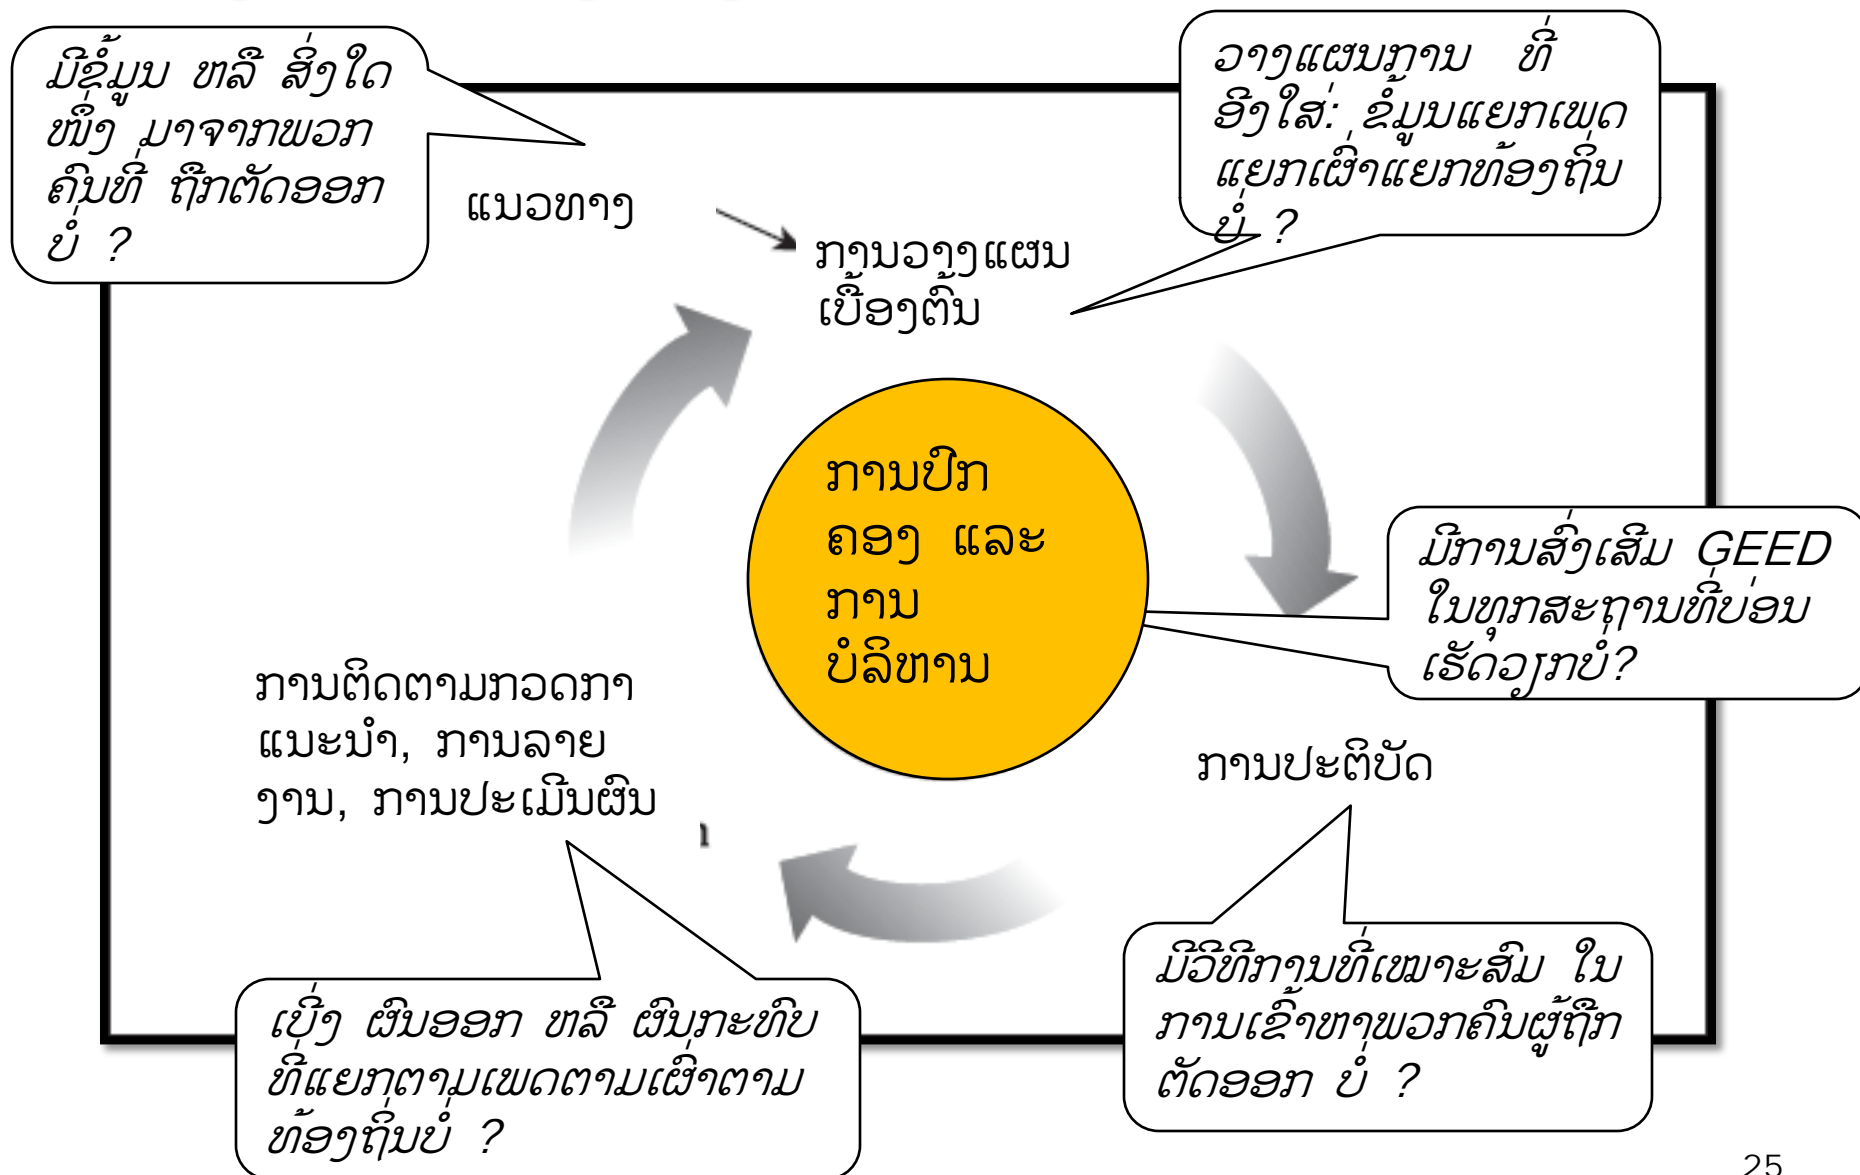 ມີຂໍ້ມູນ ຫລື ສິ່ງໃດ
ໜຶ່ງ ມາຈາກພວກ
ຄົນທີ່ ຖືກຕັດອອກ
ບໍ່ ?
ວາງແຜນການ ທີ່
ອີງໃສ່: ຂໍ້ມູນແຍກເພດ
ແຍກເຜົ່າແຍກທ້ອງຖິ່ນ
ບໍ່ ?
ແນວທາງ
ການວາງແຜນ
ເບື້ອງຕົ້ນ
ການປົກ
ຄອງ ແລະ
ການ
ບໍລິຫານ
ມີການສົ່ງເສີມ GEED
ໃນທຸກສະຖານທີ່ບ່ອນ
ເຮັດວຽກບໍ່?
ການຕິດຕາມກວດກາ
ແນະນຳ, ການລາຍ
ງານ, ການປະເມີນຜົນ
ການປະຕິບັດ
ເບີ່ງ ຜົນອອກ ຫລື ຜົນກະທົບ
ທີ່ແຍກຕາມເພດຕາມເຜົ່າຕາມ
ທ້ອງຖິ່ນບໍ່ ?
ມີວິທີການທີ່ເໝາະສົມ ໃນ
ການເຂົ້າຫາພວກຄົນຜູ້ຖືກ
ຕັດອອກ ບໍ່ ?
25